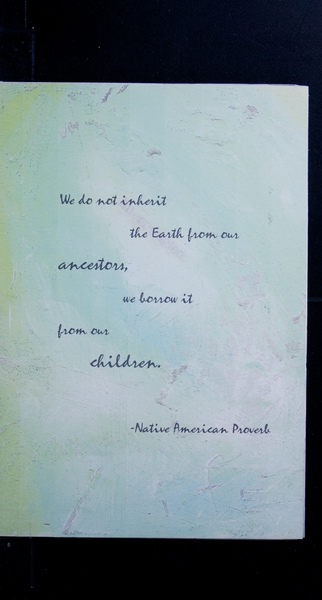 We do not inherit
the Earth from our
ancestors,
we borrow it
from our
children.
-Native American Proverb